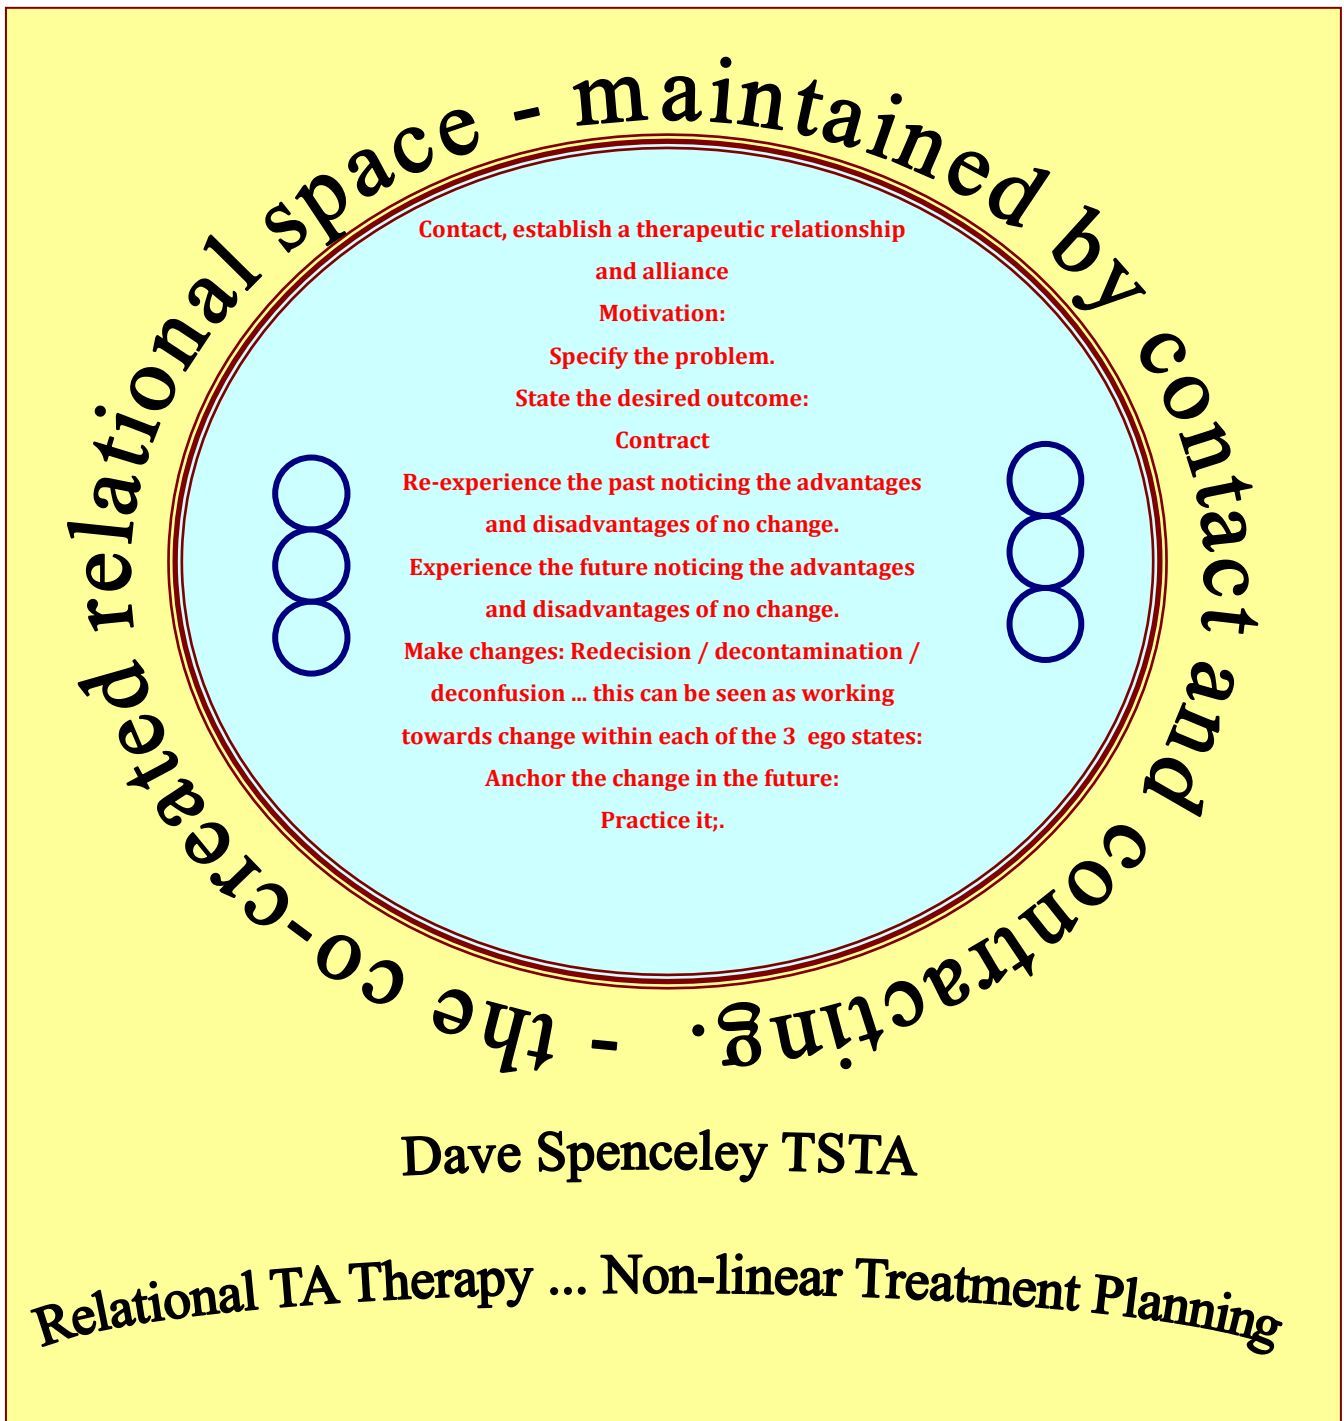 - the co-created relational space - maintained by contact and contracting.
Contact, establish a therapeutic relationship
and alliance
Motivation:
Specify the problem.
State the desired outcome:
Contract
Re-experience the past noticing the advantages
and disadvantages of no change.
Experience the future noticing the advantages
and disadvantages of no change.
Make changes: Redecision / decontamination /
deconfusion ... this can be seen as working
towards change within each of the 3 ego states:
Anchor the change in the future:
Practice it;.
Dave Spenceley TSTA
Relational TA Therapy ... Non-linear Treatment Planning